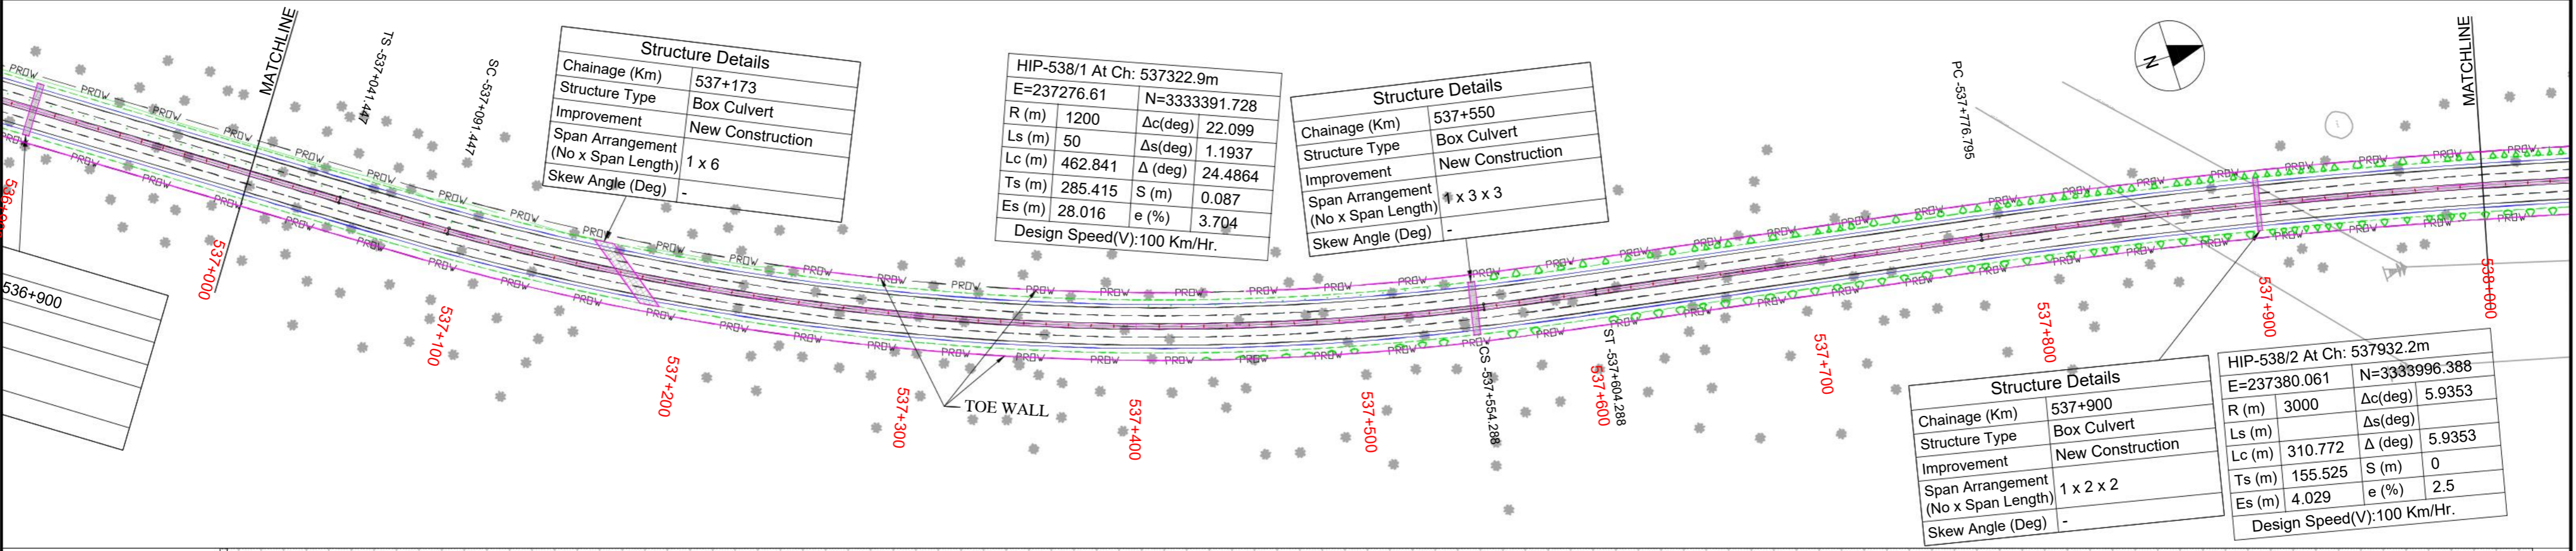 MATCHLINE
TS -537+041.447
SC -537+091.447
Structure Details
Chainage (Km) 537+173
Structure Type Box Culvert
Improvement New Construction
Span Arrangement
(No x Span Length) 1 x 6
Skew Angle (Deg) -
HIP-538/1 At Ch: 537322.9m
E=237276.61 N=3333391.728
R (m) 1200 Δc(deg) 22.099
Ls (m) 50 Δs(deg) 1.1937
Lc (m) 462.841 Δ (deg) 24.4864
Ts (m) 285.415 S (m) 0.087
Es (m) 28.016 e (%) 3.704
Design Speed(V):100 Km/Hr.
Structure Details
Chainage (Km) 537+550
Structure Type Box Culvert
Improvement New Construction
Span Arrangement
(No x Span Length) 1 x 3 x 3
Skew Angle (Deg) -
PC -537+776.795
N
MATCHLINE
PROW
536+900
537+000
537+100
537+200
537+300
TOE WALL
537+400
537+500
CS -537+554.288
ST -537+604.288
537+600
537+700
537+800
537+900
538+000
Structure Details
Chainage (Km) 537+900
Structure Type Box Culvert
Improvement New Construction
Span Arrangement
(No x Span Length) 1 x 2 x 2
Skew Angle (Deg) -
HIP-538/2 At Ch: 537932.2m
E=237380.061 N=3333996.388
R (m) 3000 Δc(deg) 5.9353
Ls (m) Δs(deg)
Lc (m) 310.772 Δ (deg) 5.9353
Ts (m) 155.525 S (m) 0
Es (m) 4.029 e (%) 2.5
Design Speed(V):100 Km/Hr.